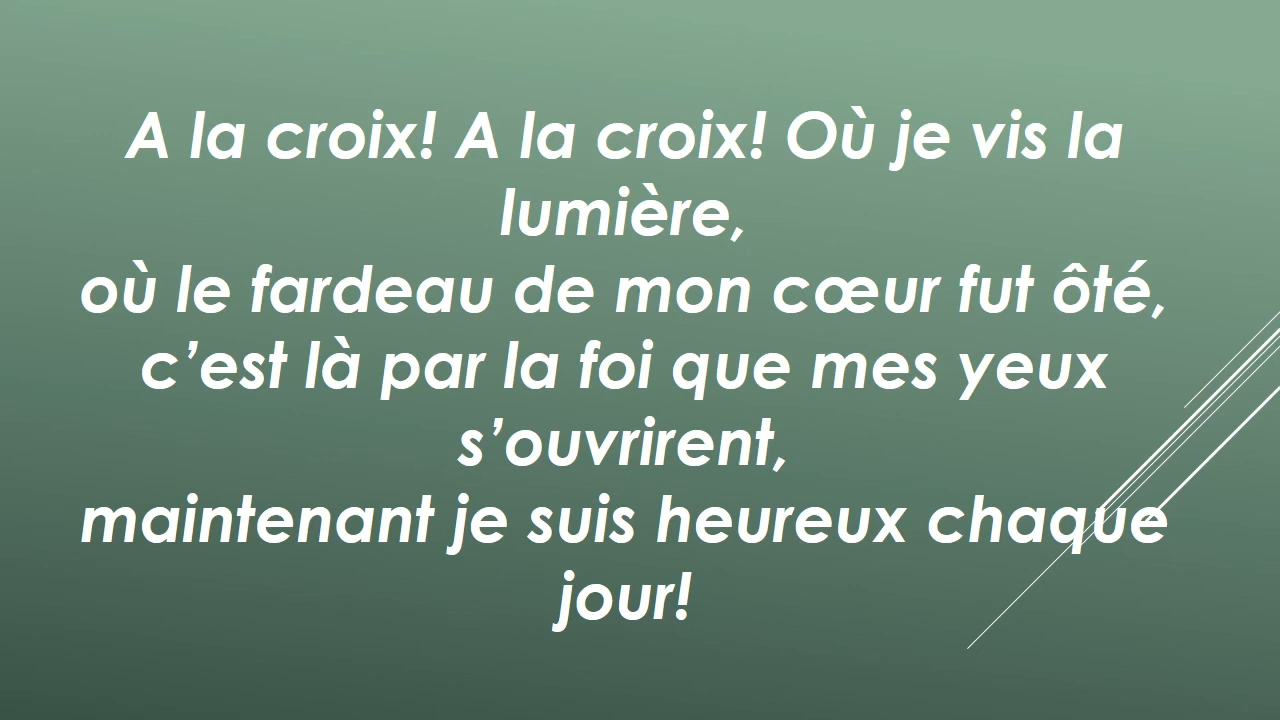 A la croix! A la croix! Où je vis la
lumière,
où le fardeau de mon cœur fut ôté,
c’est là par la foi que mes yeux
s’ouvrirent,
maintenant je suis heureux chaque
jour!